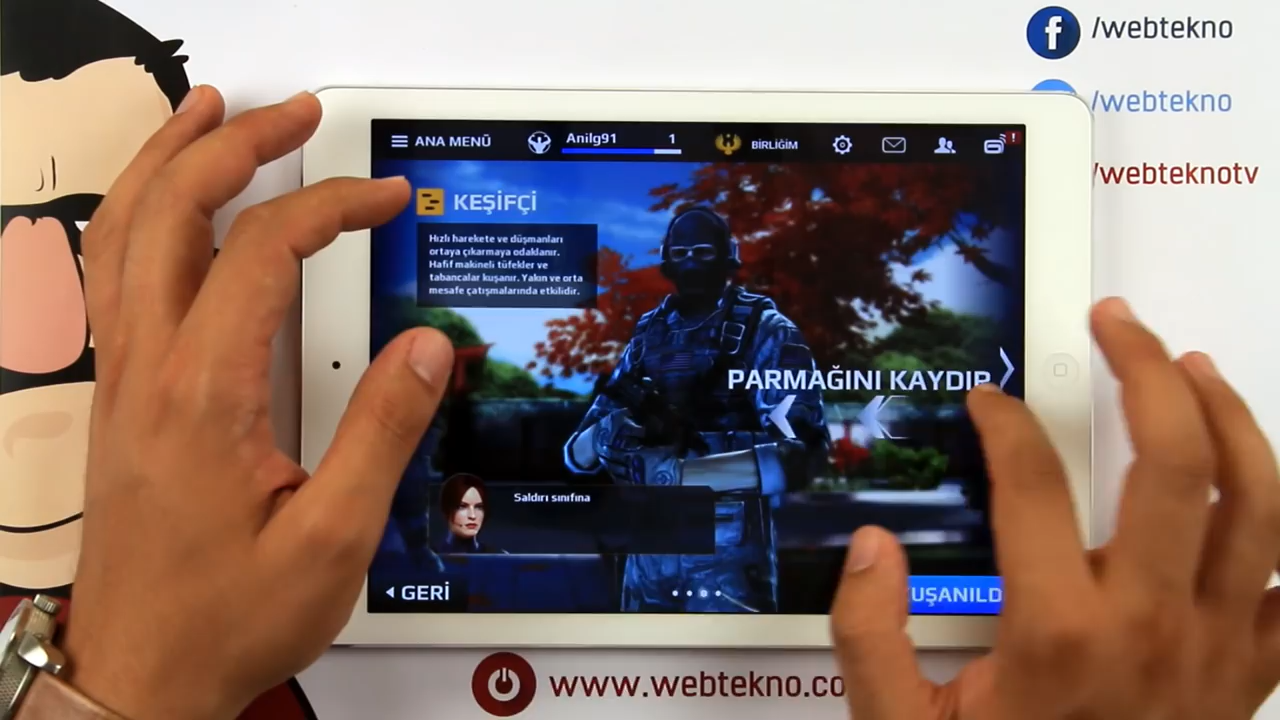 /webtekno
/webtekno
/webteknotv
ANA MENÜ
Anilg91
1
BİRLİĞİM
!
KEŞİFÇİ
Hızlı harekete ve düşmanları
ortaya çıkarmaya odaklanır.
Hafif makineli tüfekler ve
tabancalar kuşanır. Yakın ve orta
mesafe çatışmalarında etkilidir.
PARMAĞINI KAYDIR
Saldırı sınıfına
GERİ
UŞANILD
www.webtekno.co